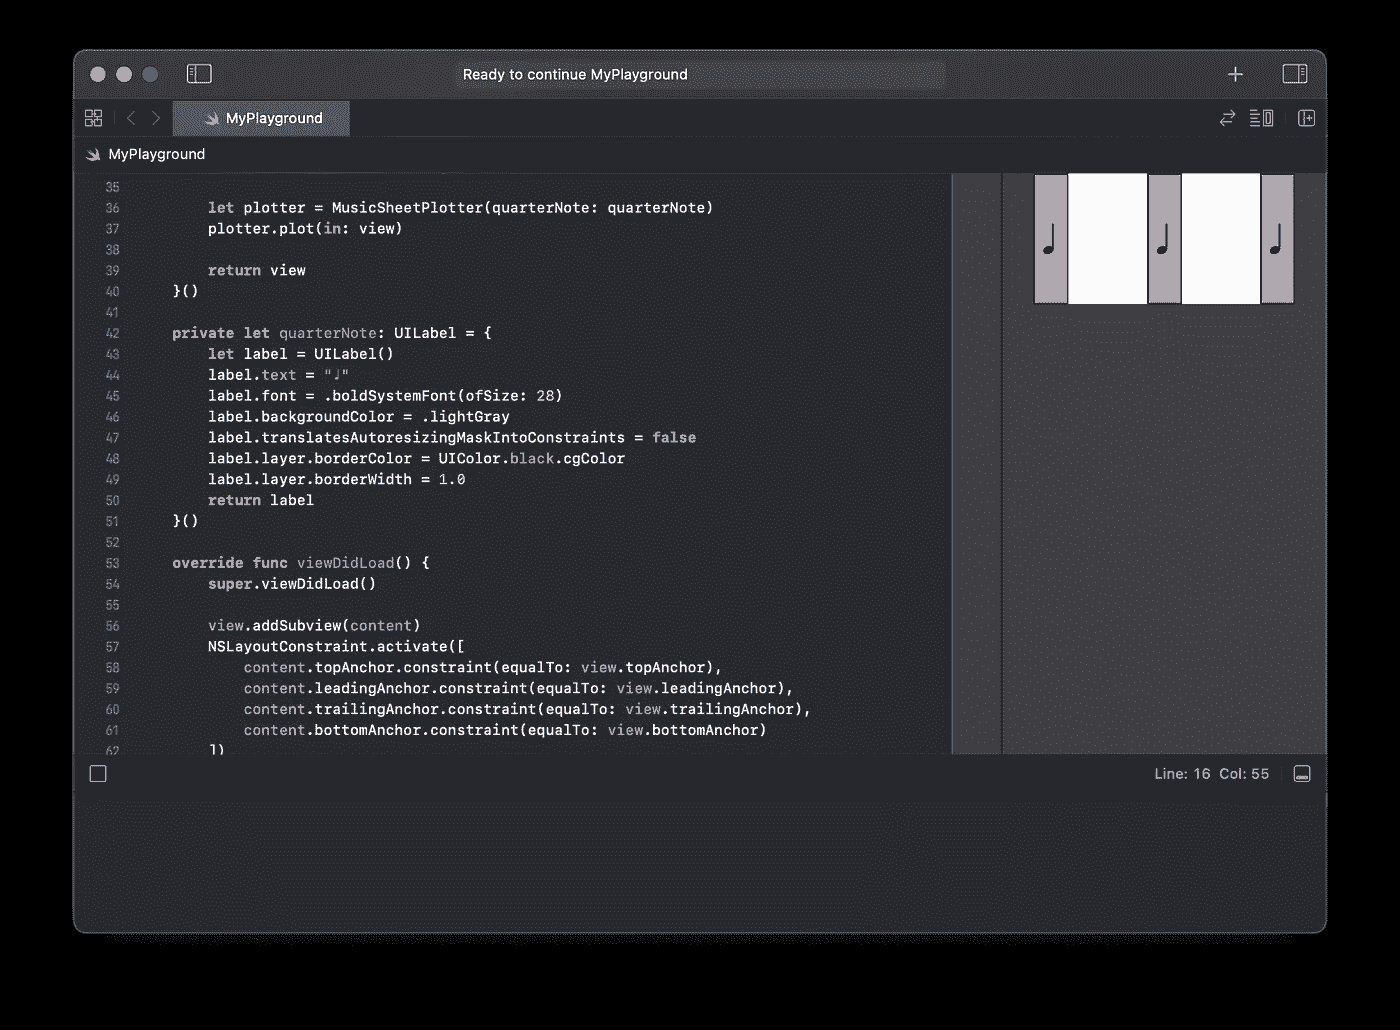 Ready to continue MyPlayground
MyPlayground
MyPlayground
35
36 let plotter = MusicSheetPlotter(quarterNote: quarterNote)
37 plotter.plot(in: view)
38
39 return view
40 }()
41
42 private let quarterNote: UILabel = {
43 let label = UILabel()
44 label.text = "♩"
45 label.font = .boldSystemFont(ofSize: 28)
46 label.backgroundColor = .lightGray
47 label.translatesAutoresizingMaskIntoConstraints = false
48 label.layer.borderColor = UIColor.black.cgColor
49 label.layer.borderWidth = 1.0
50 return label
51 }()
52
53 override func viewDidLoad() {
54 super.viewDidLoad()
55
56 view.addSubview(content)
57 NSLayoutConstraint.activate([
58 content.topAnchor.constraint(equalTo: view.topAnchor),
59 content.leadingAnchor.constraint(equalTo: view.leadingAnchor),
60 content.trailingAnchor.constraint(equalTo: view.trailingAnchor),
61 content.bottomAnchor.constraint(equalTo: view.bottomAnchor)
62 ])
♩ ♩ ♩
Line: 16 Col: 55